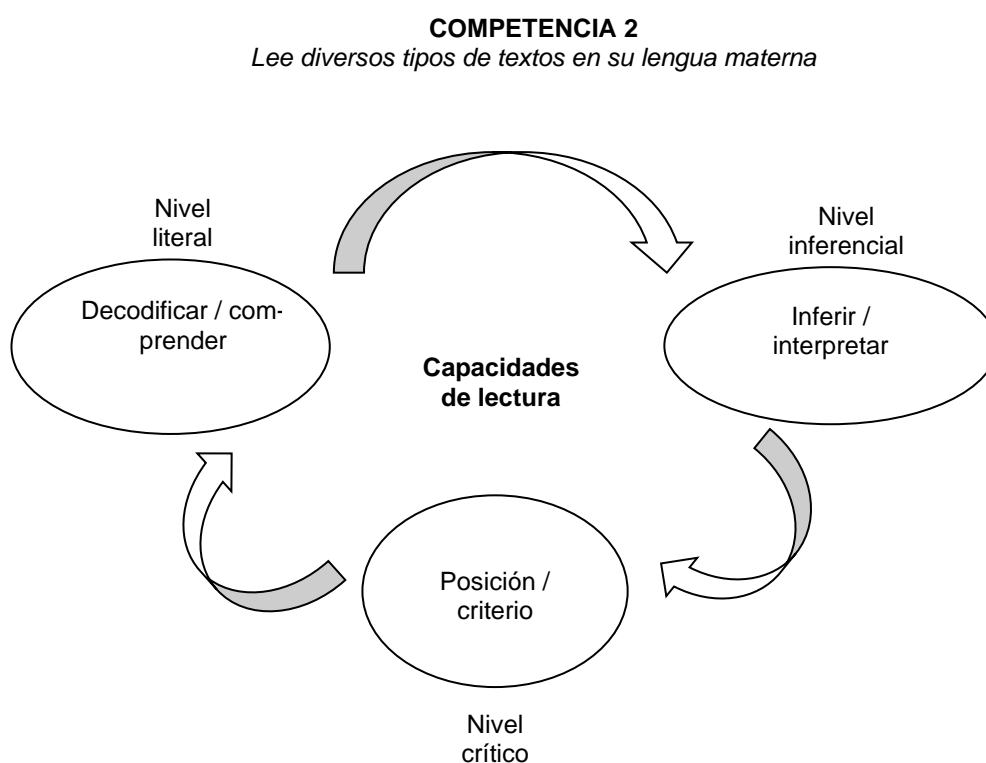 COMPETENCIA 2
Lee diversos tipos de textos en su lengua materna
Nivel
literal
Decodificar / com-
prender
Nivel
inferencial
Inferir /
interpretar
Capacidades
de lectura
Posición /
criterio
Nivel
crítico